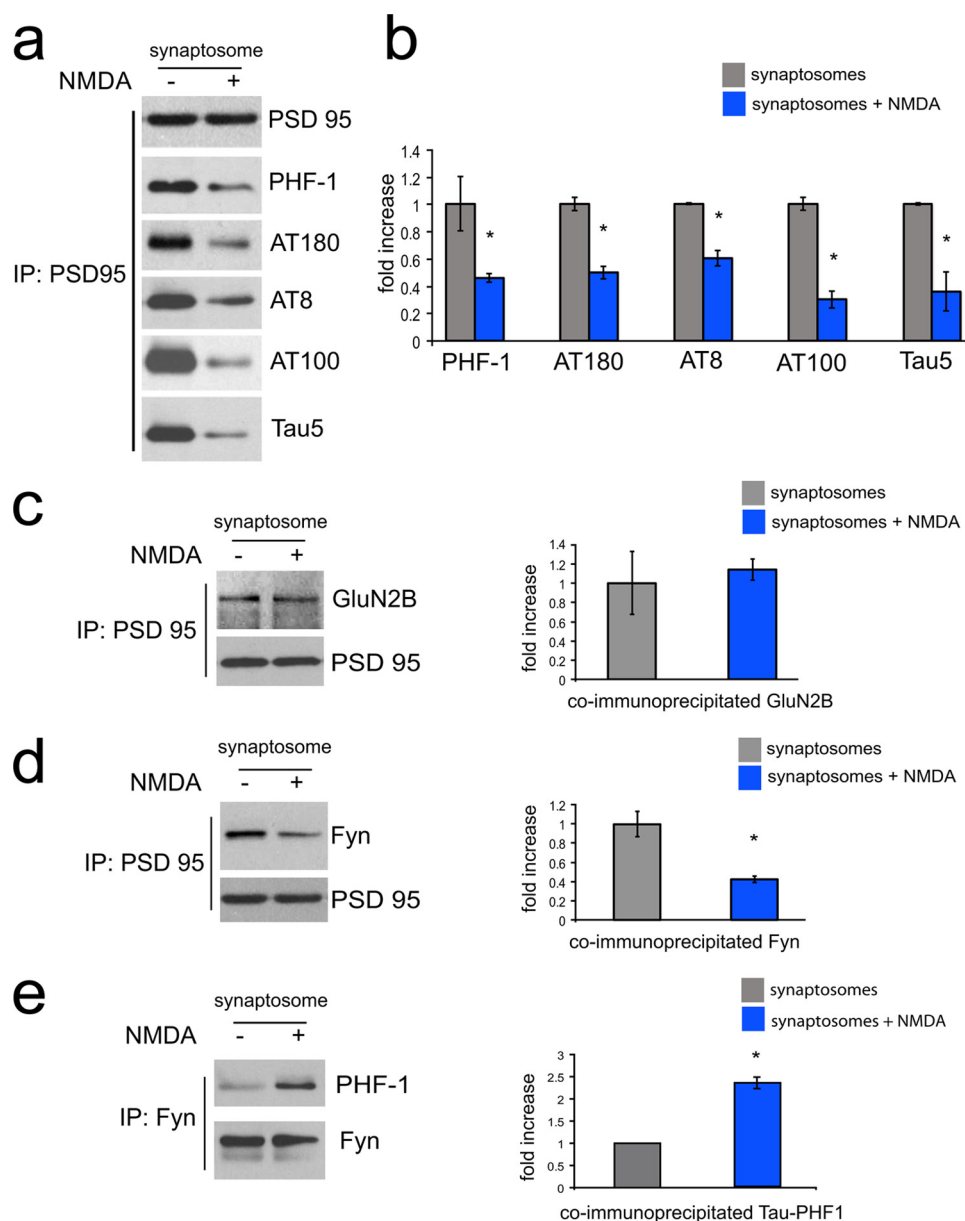 a
synaptosome
NMDA - +
IP: PSD95
PSD 95
PHF-1
AT180
AT8
AT100
Tau5
b
synaptosomes
synaptosomes + NMDA
fold increase
1.4
1.2
1
0.8
0.6
0.4
0.2
0
* * * * *
PHF-1 AT180 AT8 AT100 Tau5
c
synaptosome
NMDA - +
IP: PSD 95
GluN2B
PSD 95
synaptosomes
synaptosomes + NMDA
fold increase
1.4
1.2
1
0.8
0.6
0.4
0.2
0
co-immunoprecipitated GluN2B
d
synaptosome
NMDA - +
IP: PSD 95
Fyn
PSD 95
synaptosomes
synaptosomes + NMDA
fold increase
1.2
1
0.8
0.6
0.4
0.2
0
*
co-immunoprecipitated Fyn
e
synaptosome
NMDA - +
IP: Fyn
PHF-1
Fyn
synaptosomes
synaptosomes + NMDA
fold increase
3
2.5
2
1.5
1
0.5
0
*
co-immunoprecipitated Tau-PHF1